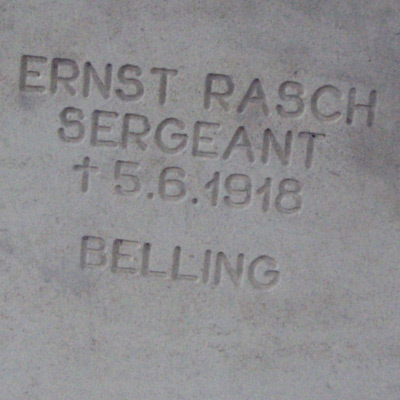 ERNST RASCH
SERGEANT
† 5.6.1918
BELLING